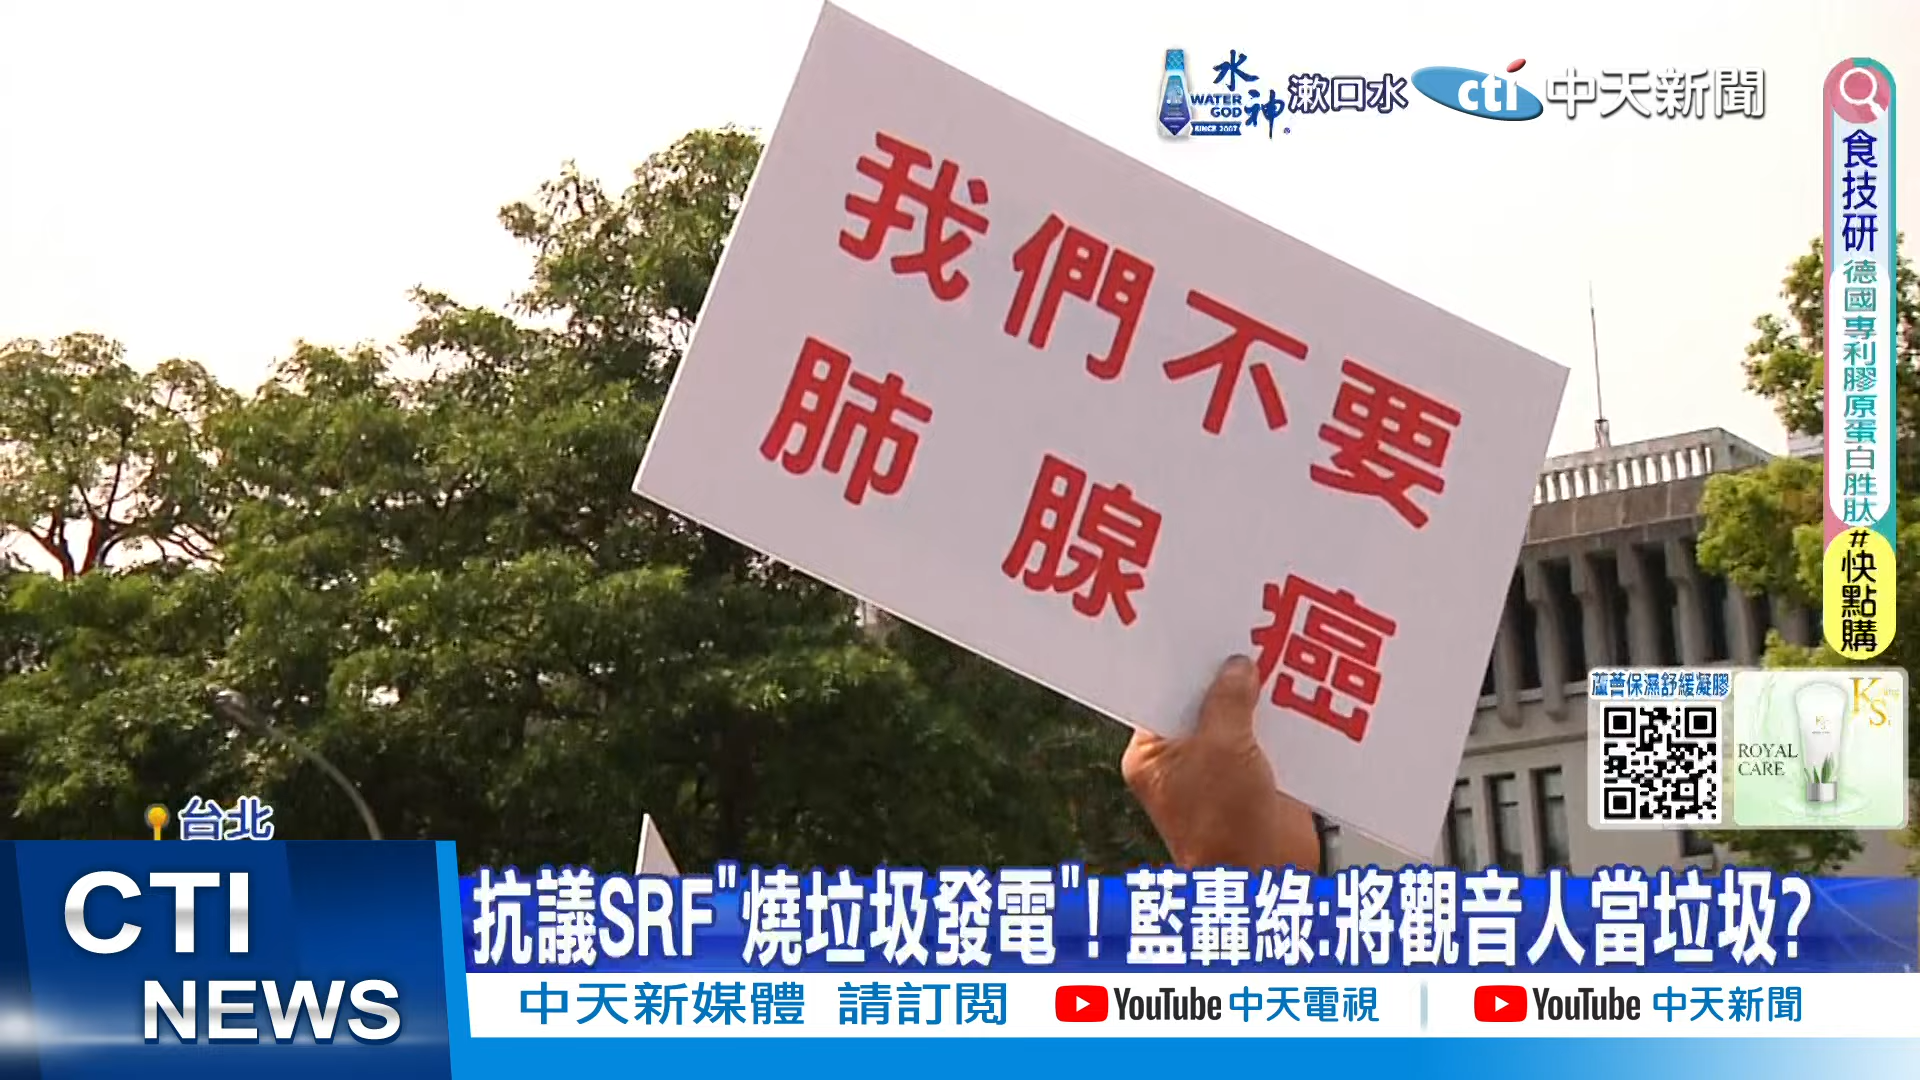 水神
WATER
GOD
SINCE 2007
漱口水
cti 中天新聞
食技研
德國專利膠原蛋白胜肽
#快點購
我們不要
肺腺癌
蘆薈保濕舒緩凝膠
KS
ROYAL
CARE
台北
CTI
NEWS
抗議SRF"燒垃圾發電"! 藍轟綠:將觀音人當垃圾?
中天新媒體 請訂閱 YouTube 中天電視 | YouTube 中天新聞